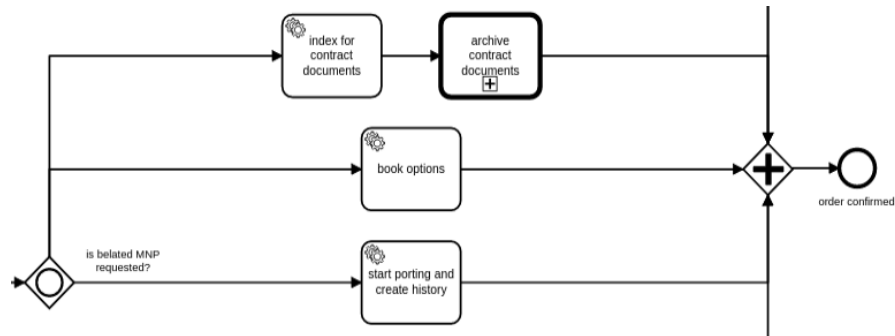 index for
contract
documents
archive
contract
documents
book options
order confirmed
is belated MNP
requested?
start porting and
create history